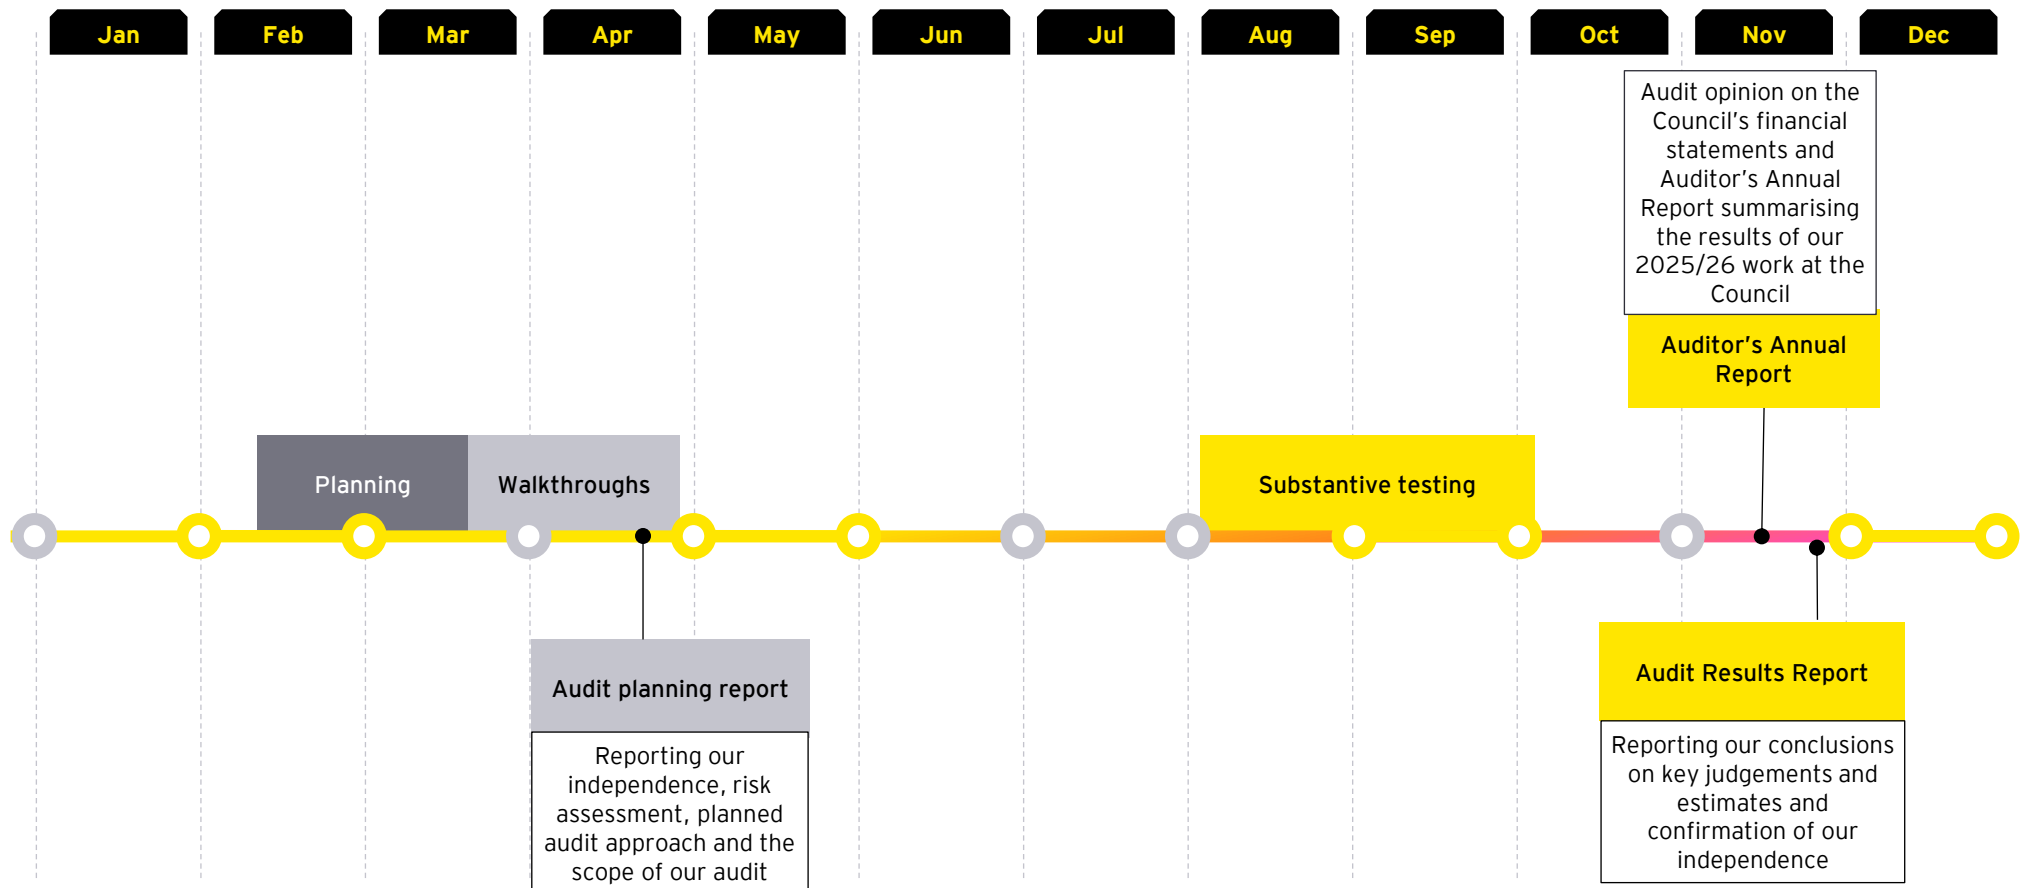 Jan Feb Mar Apr May Jun Jul Aug Sep Oct Nov Dec
Audit opinion on the
Council’s financial
statements and
Auditor’s Annual
Report summarising
the results of our
2025/26 work at the
Council
Auditor’s Annual
Report
Planning
Walkthroughs
Substantive testing
Audit planning report
Reporting our
independence, risk
assessment, planned
audit approach and the
scope of our audit
Audit Results Report
Reporting our conclusions
on key judgements and
estimates and
confirmation of our
independence